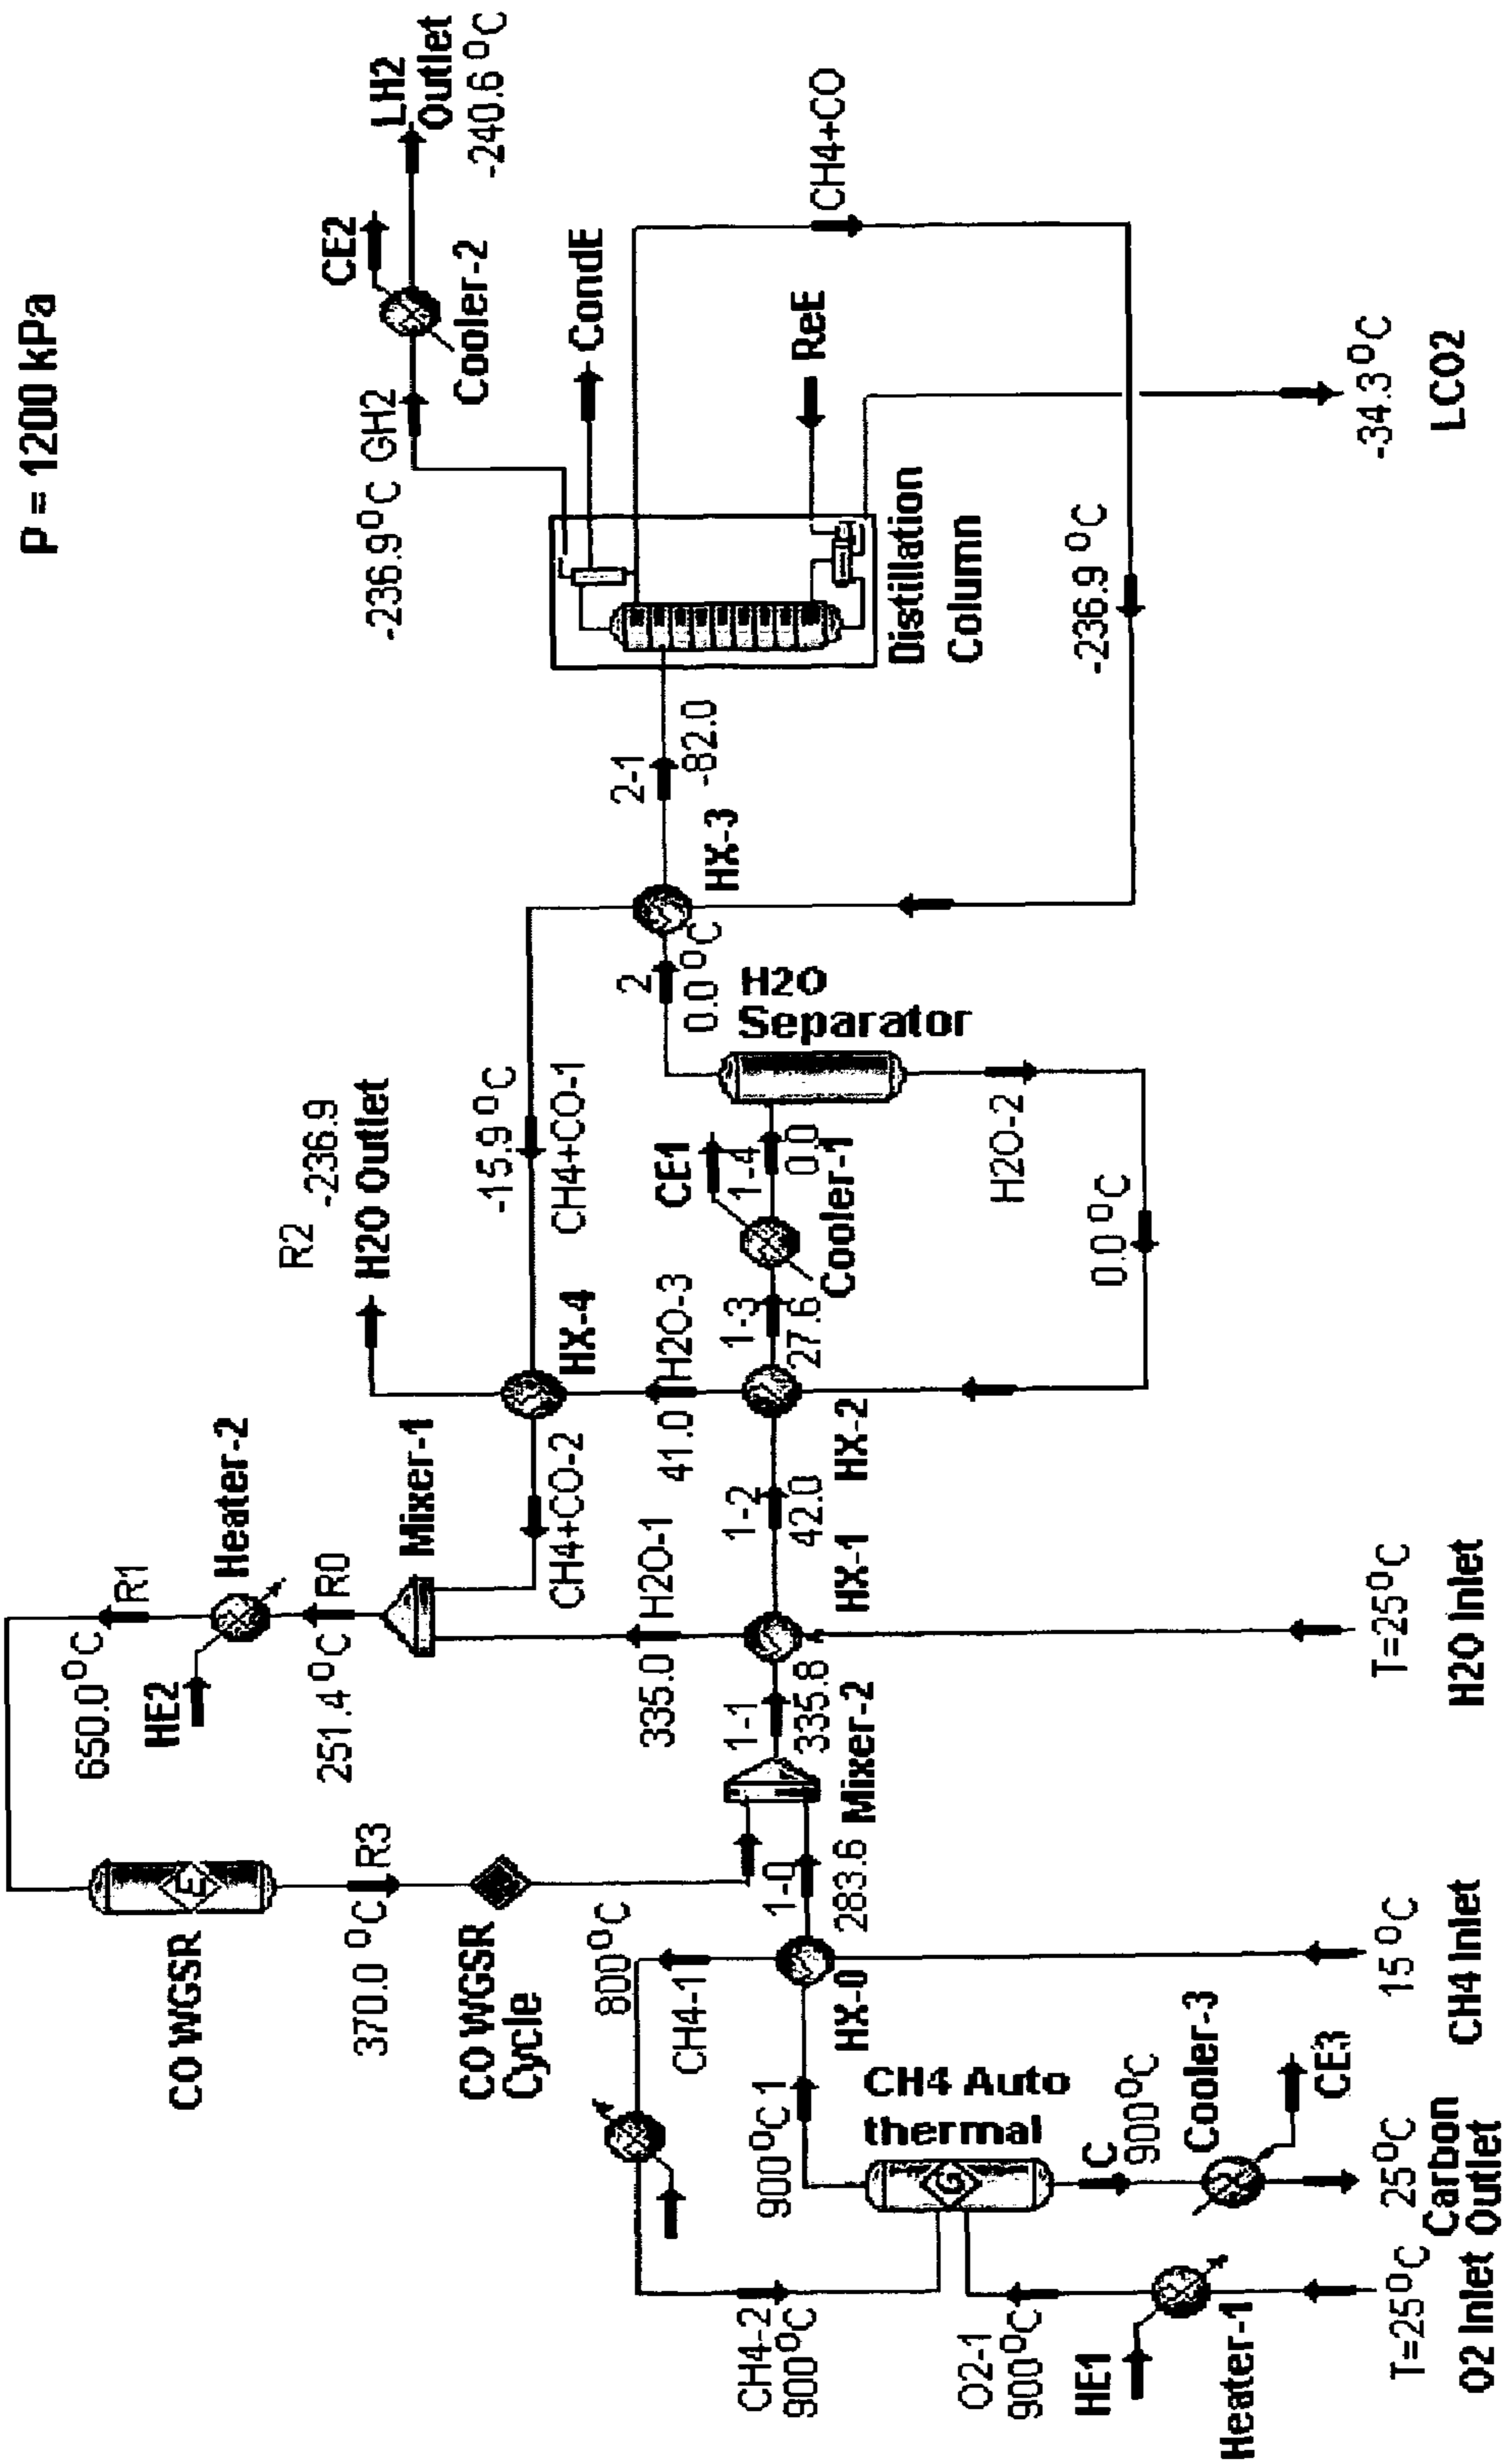 P = 1200 kPa
LH2
Outlet
-240.6 °C
CE2
Cooler-2
-236.9°C GH2
CondE
ReE
CH4+CO
-34.3°C
LCO2
Distillation
Column
-236.9 °C
2-1
-82.0
HX-3
2
0.0 °C
H2O
Separator
H2O-2
0.0 °C
-15.9 °C
CH4+CO-1
R2
-236.9
H2O Outlet
HX-4
CE1
1-4
0.0
Cooler-1
1-3
27.6
H2O-3
41.0
HX-2
1-2
42.0
HX-1
CH4+CO-2
Mixer-1
H2O-1
335.0
T=25°C
H2O Inlet
Heater-2
R1
650.0°C
HE2
R0
251.4 °C
1-1
335.8
Mixer-2
CO WGSR
E
R3
370.0 °C
CO WGSR
Cycle
1-0
283.6
HX-0
800°C
CH4-1
15°C
CH4 Inlet
900°C 1
CH4 Auto
thermal
G
C
900°C
Cooler-3
CE3
25°C
Carbon
Outlet
CH4-2
900°C
O2-1
900°C
HE1
Heater-1
T=25°C
O2 Inlet